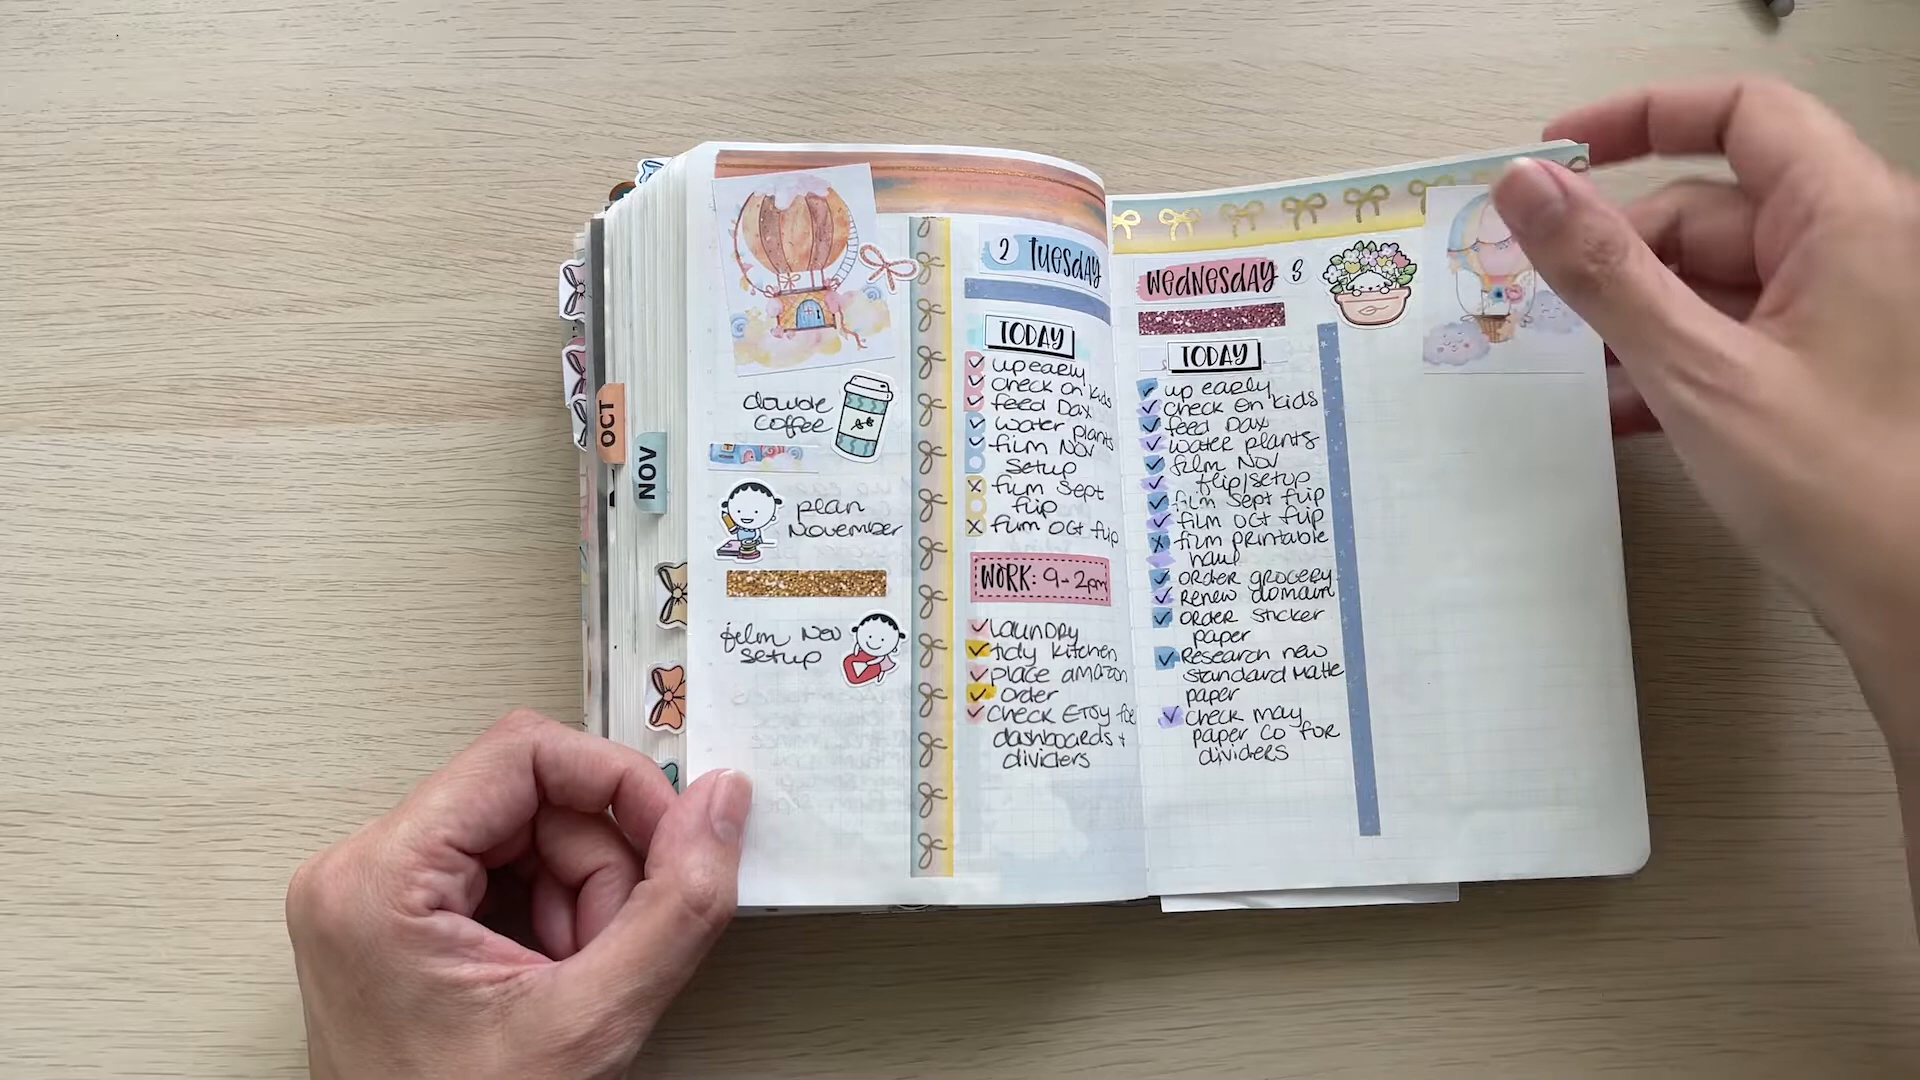 OCT
NOV
double
coffee
plan
November
film Nov
setup
2 Tuesday
TODAY
up early
check on kids
feed Dax
water plants
film Nov
setup
film Sept
flip
film Oct flip
WORK: 9-2pm
Laundry
tidy kitchen
place amazon
order
check Etsy for
dashboards +
dividers
Wednesday 3
TODAY
up early
check on kids
feed Dax
water plants
film Nov
flip/setup
film Sept flip
film Oct flip
film printable
haul
order grocery
Renew domain
order sticker
paper
Research new
standard matte
paper
check may
paper co for
dividers